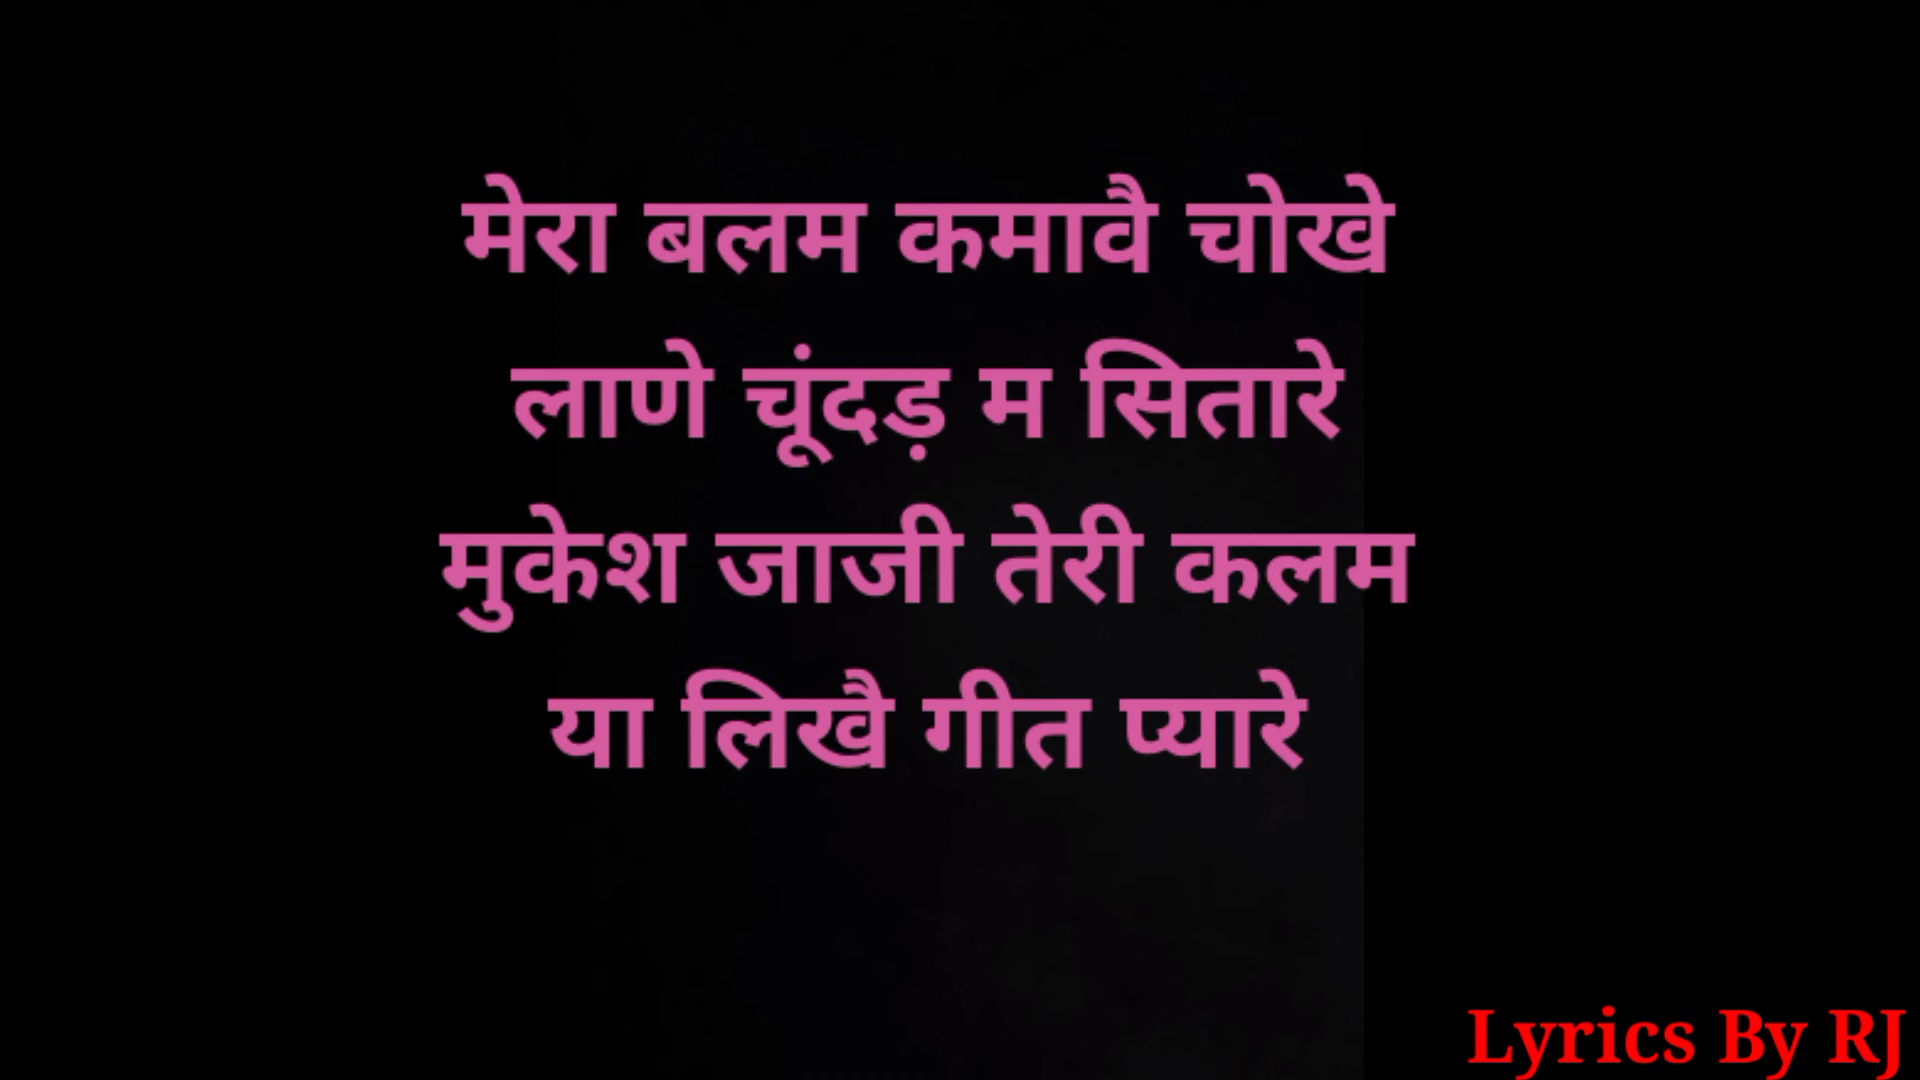 मेरा बलम कमावै चोखे
लाणे चूंदड़ म सितारे
मुकेश जाजी तेरी कलम
या लिखै गीत प्यारे
Lyrics By RJ